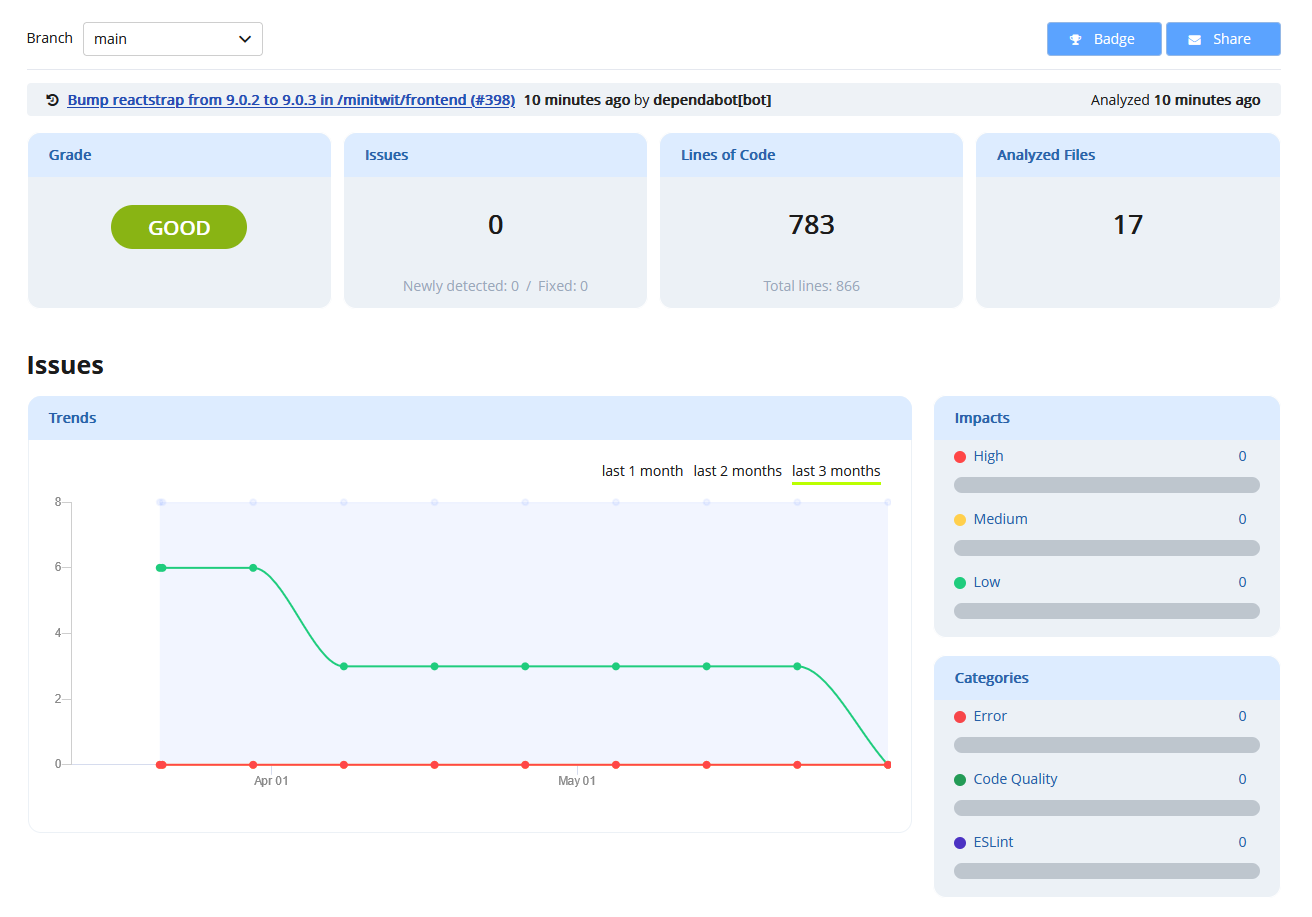 Branch main Badge Share
Bump reactstrap from 9.0.2 to 9.0.3 in /minitwit/frontend (#398) 10 minutes ago by dependabot[bot] Analyzed 10 minutes ago
Grade
GOOD
Issues
0
Newly detected: 0 / Fixed: 0
Lines of Code
783
Total lines: 866
Analyzed Files
17
Issues
Trends
last 1 month last 2 months last 3 months
8
6
4
2
0
Apr 01 May 01
Impacts
High 0
Medium 0
Low 0
Categories
Error 0
Code Quality 0
ESLint 0